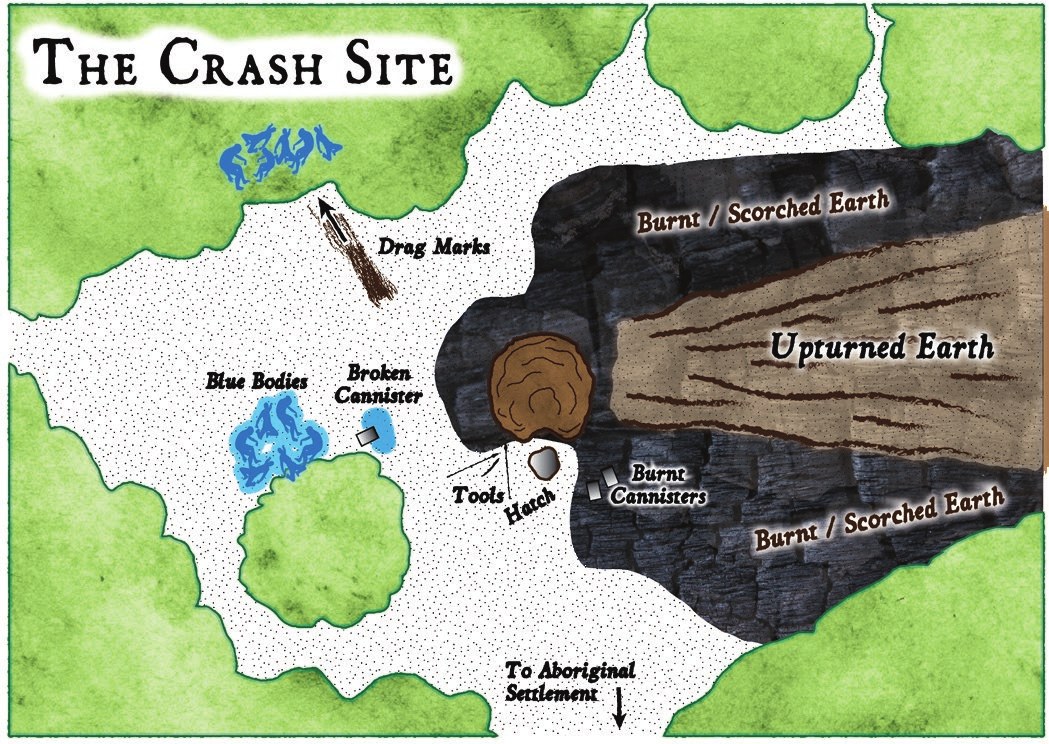 The Crash Site
Burnt / Scorched Earth
Drag Marks
Upturned Earth
Blue Bodies
Broken
Cannister
Tools
Hatch
Burnt
Cannisters
Burnt / Scorched Earth
To Aboriginal
Settlement